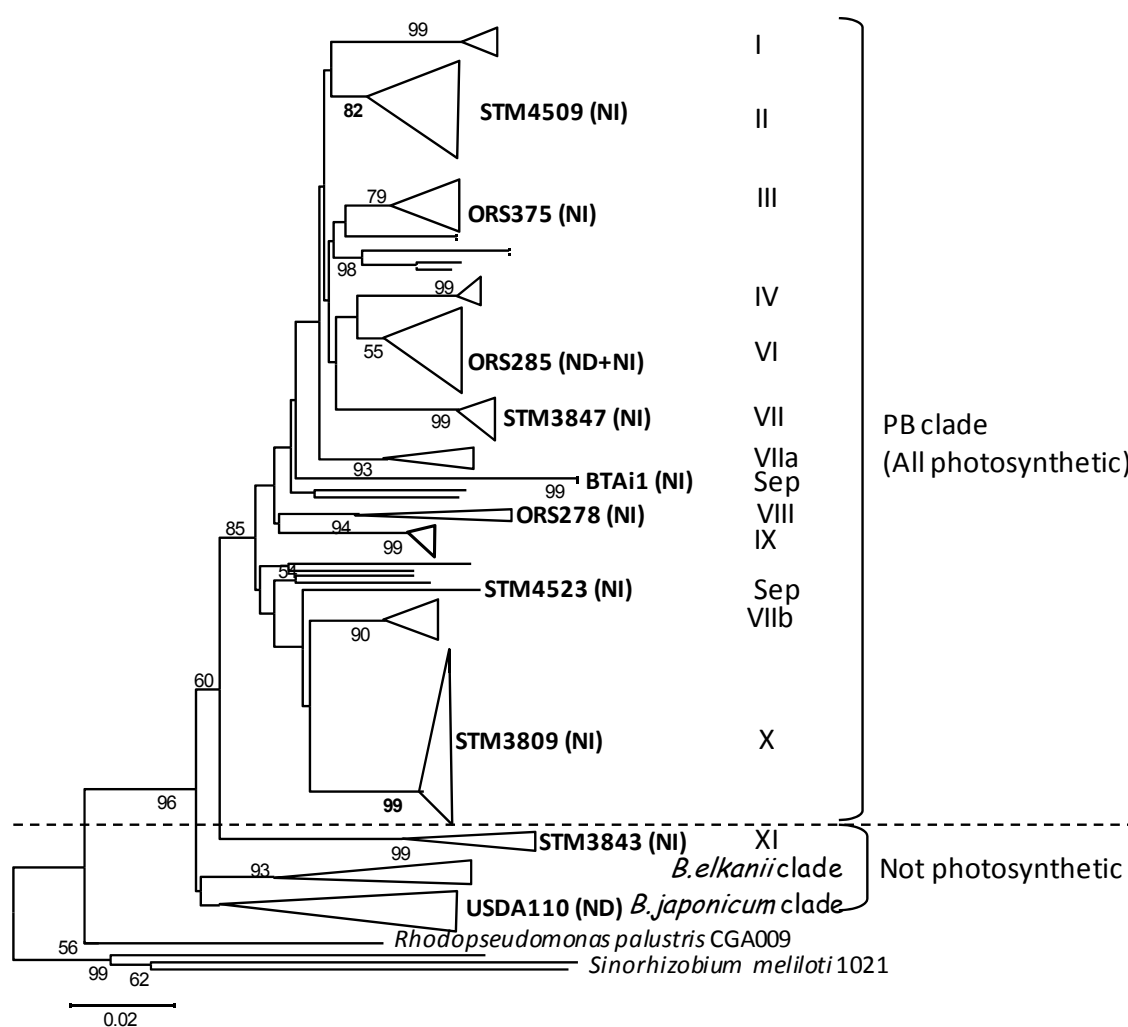 99 I
82 STM4509 (NI) II
79 ORS375 (NI) III
98
99 IV
55 ORS285 (ND+NI) VI
99 STM3847 (NI) VII
PB clade
(All photosynthetic)
93 VIIa
99 BTAi1 (NI) Sep
ORS278 (NI) VIII
85 94
99 IX
54
STM4523 (NI) Sep
90 VIIb
60
STM3809 (NI) X
96 99
STM3843 (NI) XI
99
93 B.elkanii clade Not photosynthetic
USDA110 (ND) B.japonicum clade
56 Rhodopseudomonas palustris CGA009
99 62 Sinorhizobium meliloti 1021
0.02